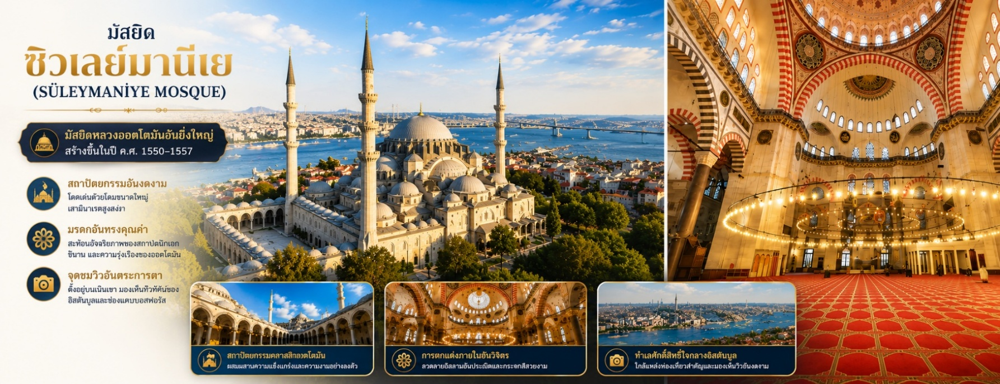 มัสยิด
ซิวเลย์มานีเย
(SÜLEYMANİYE MOSQUE)
มัสยิดหลวงออตโตมันอันยิ่งใหญ่
สร้างขึ้นในปี ค.ศ. 1550–1557
สถาปัตยกรรมอันงดงาม
โดดเด่นด้วยโดมขนาดใหญ่
เสามินาเรตสูงสง่า
มรดกอันทรงคุณค่า
สะท้อนอัจฉริยภาพของสถาปนิกเอก
ซินาน และความรุ่งเรืองของออตโตมัน
จุดชมวิวอันตระการตา
ตั้งอยู่บนเนินเขา มองเห็นทิวทัศน์ของ
อิสตันบูลและช่องแคบบอสฟอรัส
สถาปัตยกรรมคลาสสิกออตโตมัน
ผสมผสานความแข็งแกร่งและความงามอย่างลงตัว
การตกแต่งภายในอันวิจิตร
ลวดลายอิสลามอันประณีตและกระจกสีสวยงาม
ทำเลศักดิ์สิทธิ์ใจกลางอิสตันบูล
ใกล้แหล่งท่องเที่ยวสำคัญและมองเห็นวิวอันงดงาม